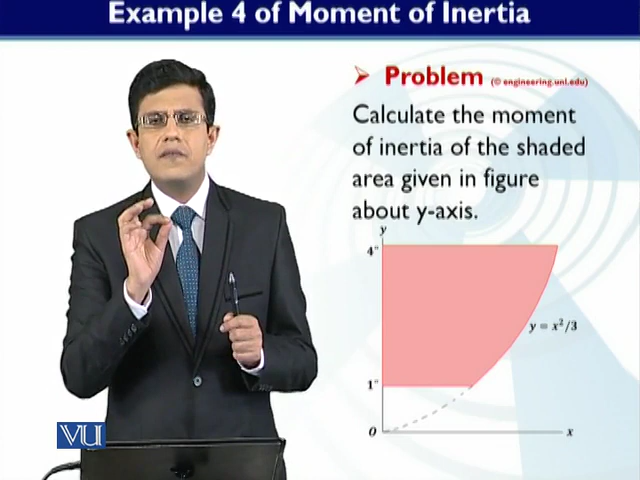 Example 4 of Moment of Inertia
➢ Problem (© engineering.unl.edu)
Calculate the moment
of inertia of the shaded
area given in figure
about y-axis.
y
4"
y = x²/3
1"
0
x
VU